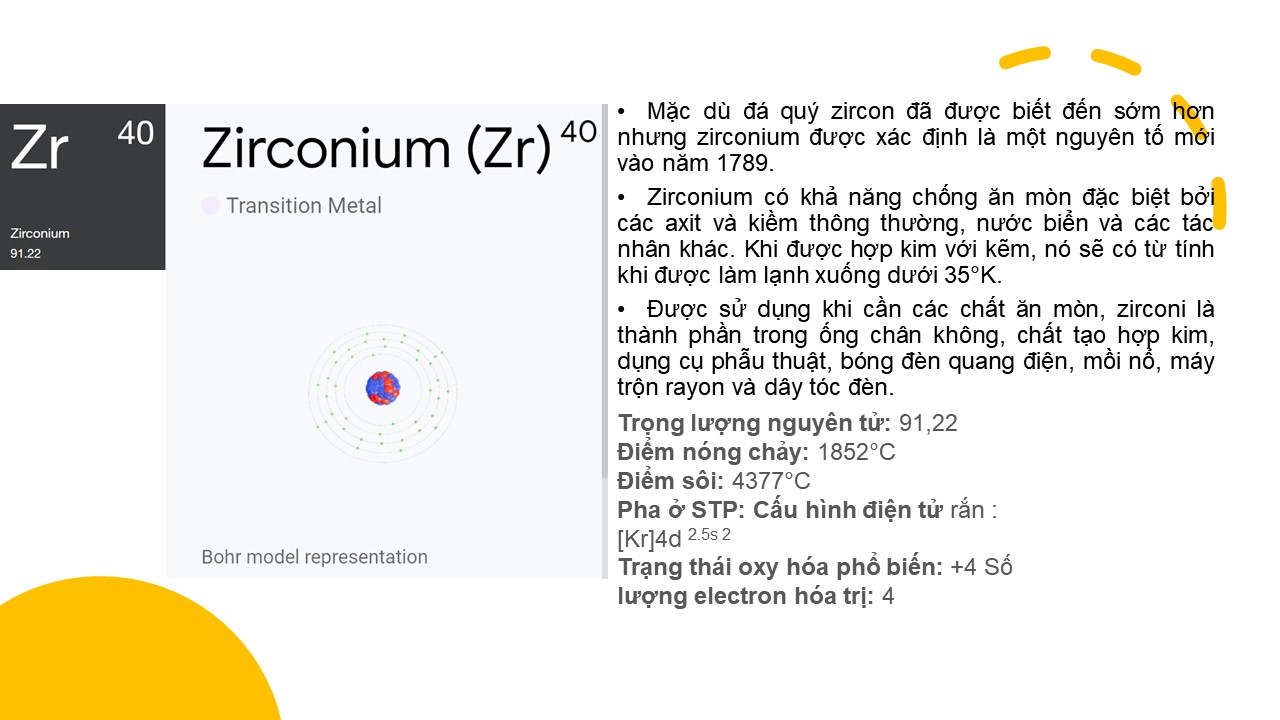 Zr 40
Zirconium
91.22
Zirconium (Zr) 40
Transition Metal
Bohr model representation
• Mặc dù đá quý zircon đã được biết đến sớm hơn
nhưng zirconium được xác định là một nguyên tố mới
vào năm 1789.
• Zirconium có khả năng chống ăn mòn đặc biệt bởi
các axit và kiềm thông thường, nước biển và các tác
nhân khác. Khi được hợp kim với kẽm, nó sẽ có từ tính
khi được làm lạnh xuống dưới 35°K.
• Được sử dụng khi cần các chất ăn mòn, zirconi là
thành phần trong ống chân không, chất tạo hợp kim,
dụng cụ phẫu thuật, bóng đèn quang điện, mồi nổ, máy
trộn rayon và dây tóc đèn.
Trọng lượng nguyên tử: 91,22
Điểm nóng chảy: 1852°C
Điểm sôi: 4377°C
Pha ở STP: Cấu hình điện tử rắn :
[Kr]4d 2.5s 2
Trạng thái oxy hóa phổ biến: +4 Số
lượng electron hóa trị: 4